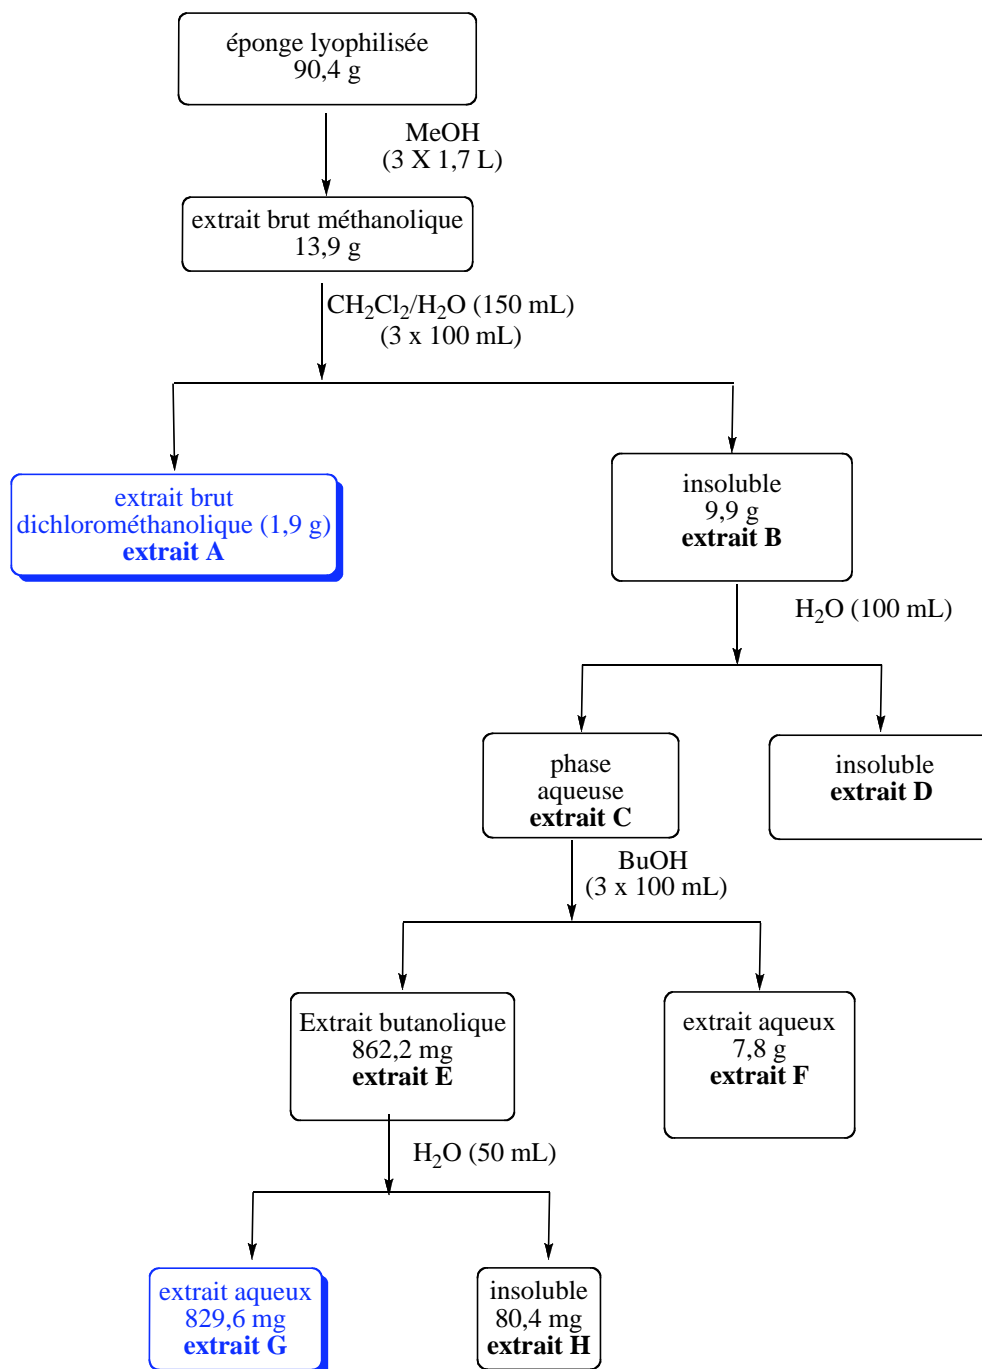 éponge lyophilisée
90,4 g
MeOH
(3 X 1,7 L)
extrait brut méthanolique
13,9 g
CH₂Cl₂/H₂O (150 mL)
(3 x 100 mL)
extrait brut
dichlorométhanolique (1,9 g)
extrait A
insoluble
9,9 g
extrait B
H₂O (100 mL)
phase
aqueuse
extrait C
insoluble
extrait D
BuOH
(3 x 100 mL)
Extrait butanolique
862,2 mg
extrait E
extrait aqueux
7,8 g
extrait F
H₂O (50 mL)
extrait aqueux
829,6 mg
extrait G
insoluble
80,4 mg
extrait H